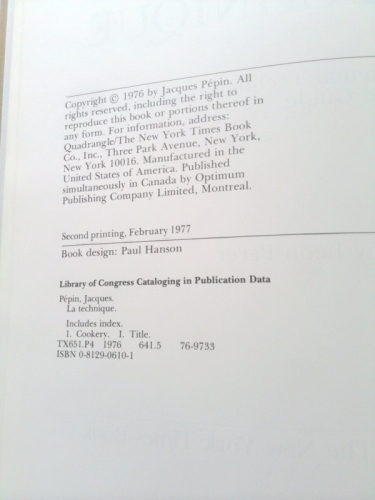 Copyright © 1976 by Jacques Pépin. All
rights reserved, including the right to
reproduce this book or portions thereof in
any form. For information, address:
Quadrangle/The New York Times Book
Co., Inc., Three Park Avenue, New York,
New York 10016. Manufactured in the
United States of America. Published
simultaneously in Canada by Optimum
Publishing Company Limited, Montreal.
Second printing, February 1977
Book design: Paul Hanson
Library of Congress Cataloging in Publication Data
Pépin, Jacques.
La technique.
Includes index.
1. Cookery. I. Title.
TX651.P4 1976 641.5 76-9733
ISBN 0-8129-0610-1